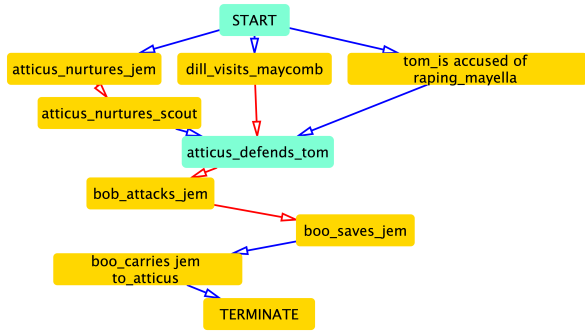 START
atticus_nurtures_jem
dill_visits_maycomb
tom_is accused of
raping_mayella
atticus_nurtures_scout
atticus_defends_tom
bob_attacks_jem
boo_saves_jem
boo_carries jem
to_atticus
TERMINATE